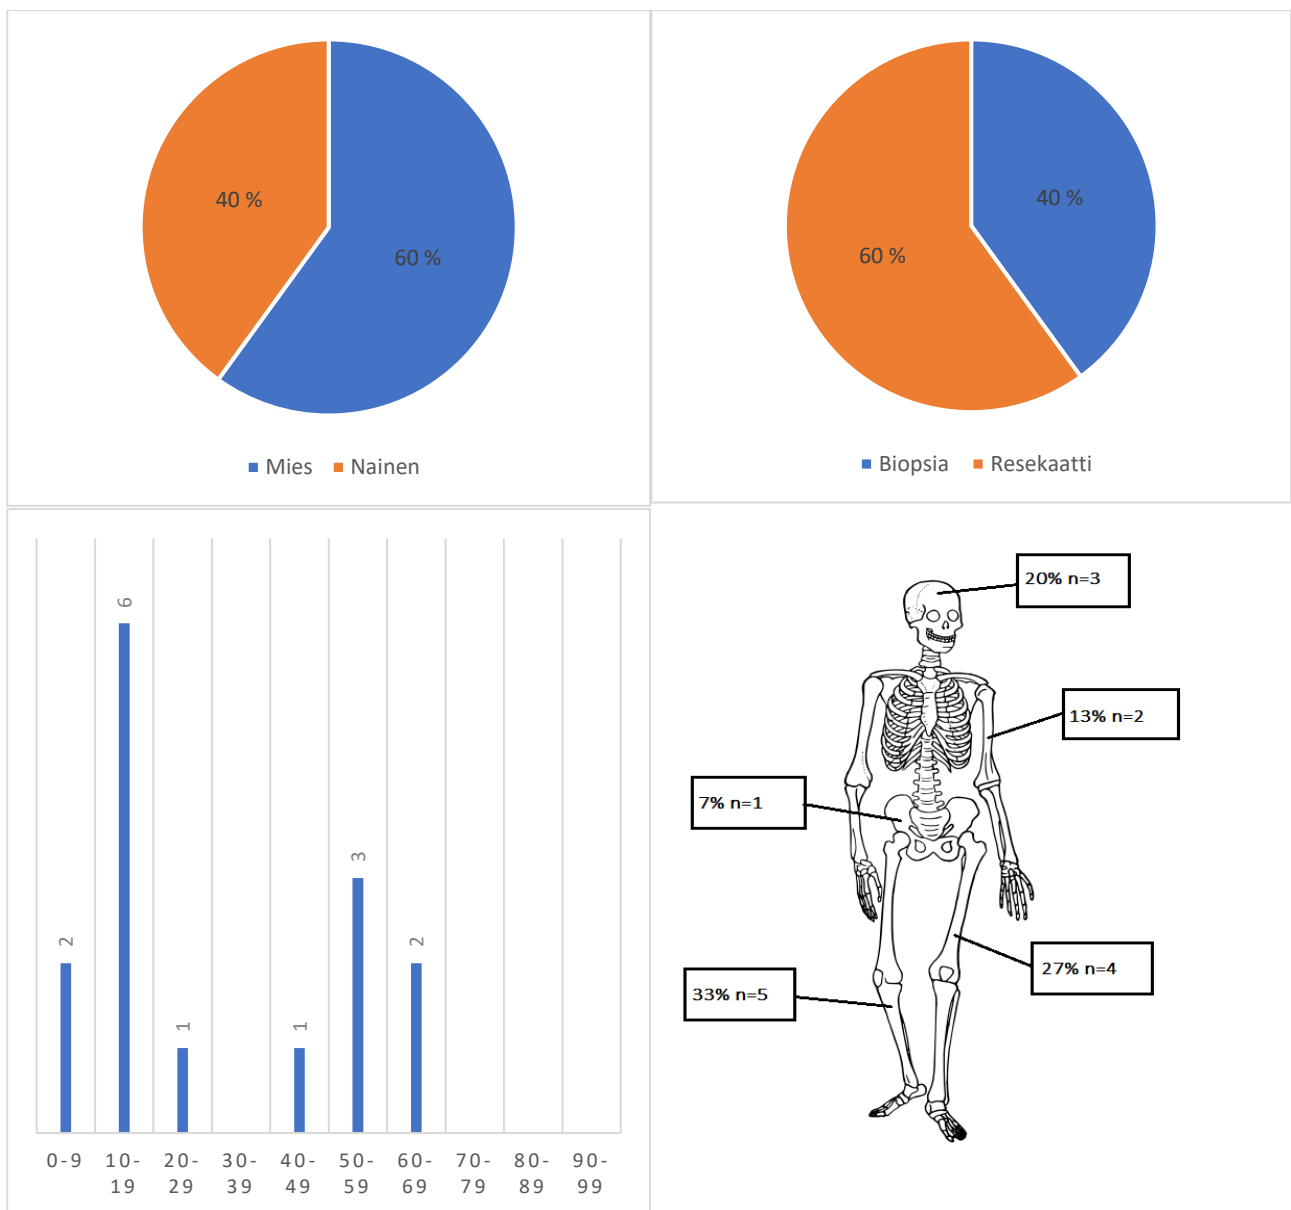 40 %
60 %
Mies Nainen
40 %
60 %
Biopsia Resekaatti
2
6
1
1
3
2
0-9 10- 20- 30- 40- 50- 60- 70- 80- 90-
19 29 39 49 59 69 79 89 99
20% n=3
13% n=2
7% n=1
27% n=4
33% n=5